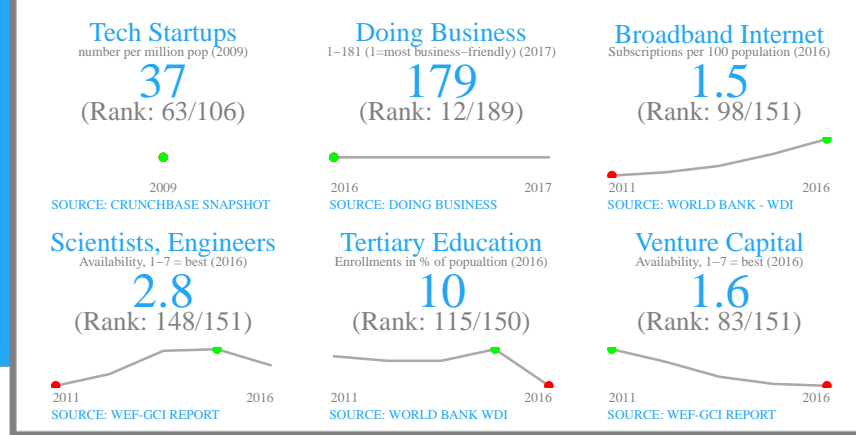 Tech Startups
number per million pop (2009)
37
(Rank: 63/106)
2009
SOURCE: CRUNCHBASE SNAPSHOT
Doing Business
1−181 (1=most business−friendly) (2017)
179
(Rank: 12/189)
2016 2017
SOURCE: DOING BUSINESS
Broadband Internet
Subscriptions per 100 population (2016)
1.5
(Rank: 98/151)
2011 2016
SOURCE: WORLD BANK - WDI
Scientists, Engineers
Availability, 1−7 = best (2016)
2.8
(Rank: 148/151)
2011 2016
SOURCE: WEF-GCI REPORT
Tertiary Education
Enrollments in % of popualtion (2016)
10
(Rank: 115/150)
2011 2016
SOURCE: WORLD BANK WDI
Venture Capital
Availability, 1−7 = best (2016)
1.6
(Rank: 83/151)
2011 2016
SOURCE: WEF-GCI REPORT